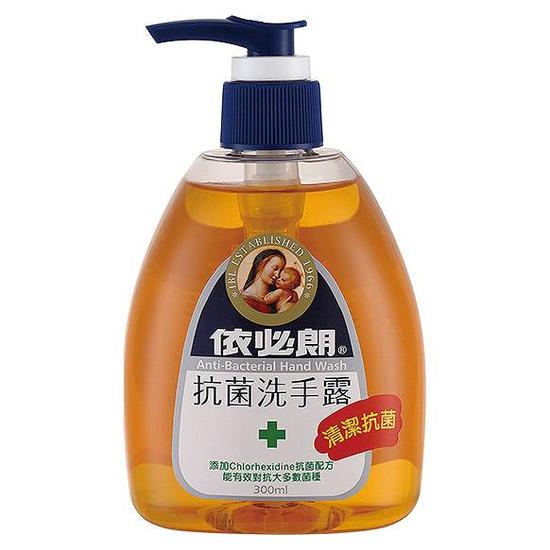 IBL ESTABLISHED 1966
依必朗®
Anti-Bacterial Hand Wash
抗菌洗手露
清潔抗菌
添加Chlorhexidine抗菌配方
能有效對抗大多數菌種
300ml